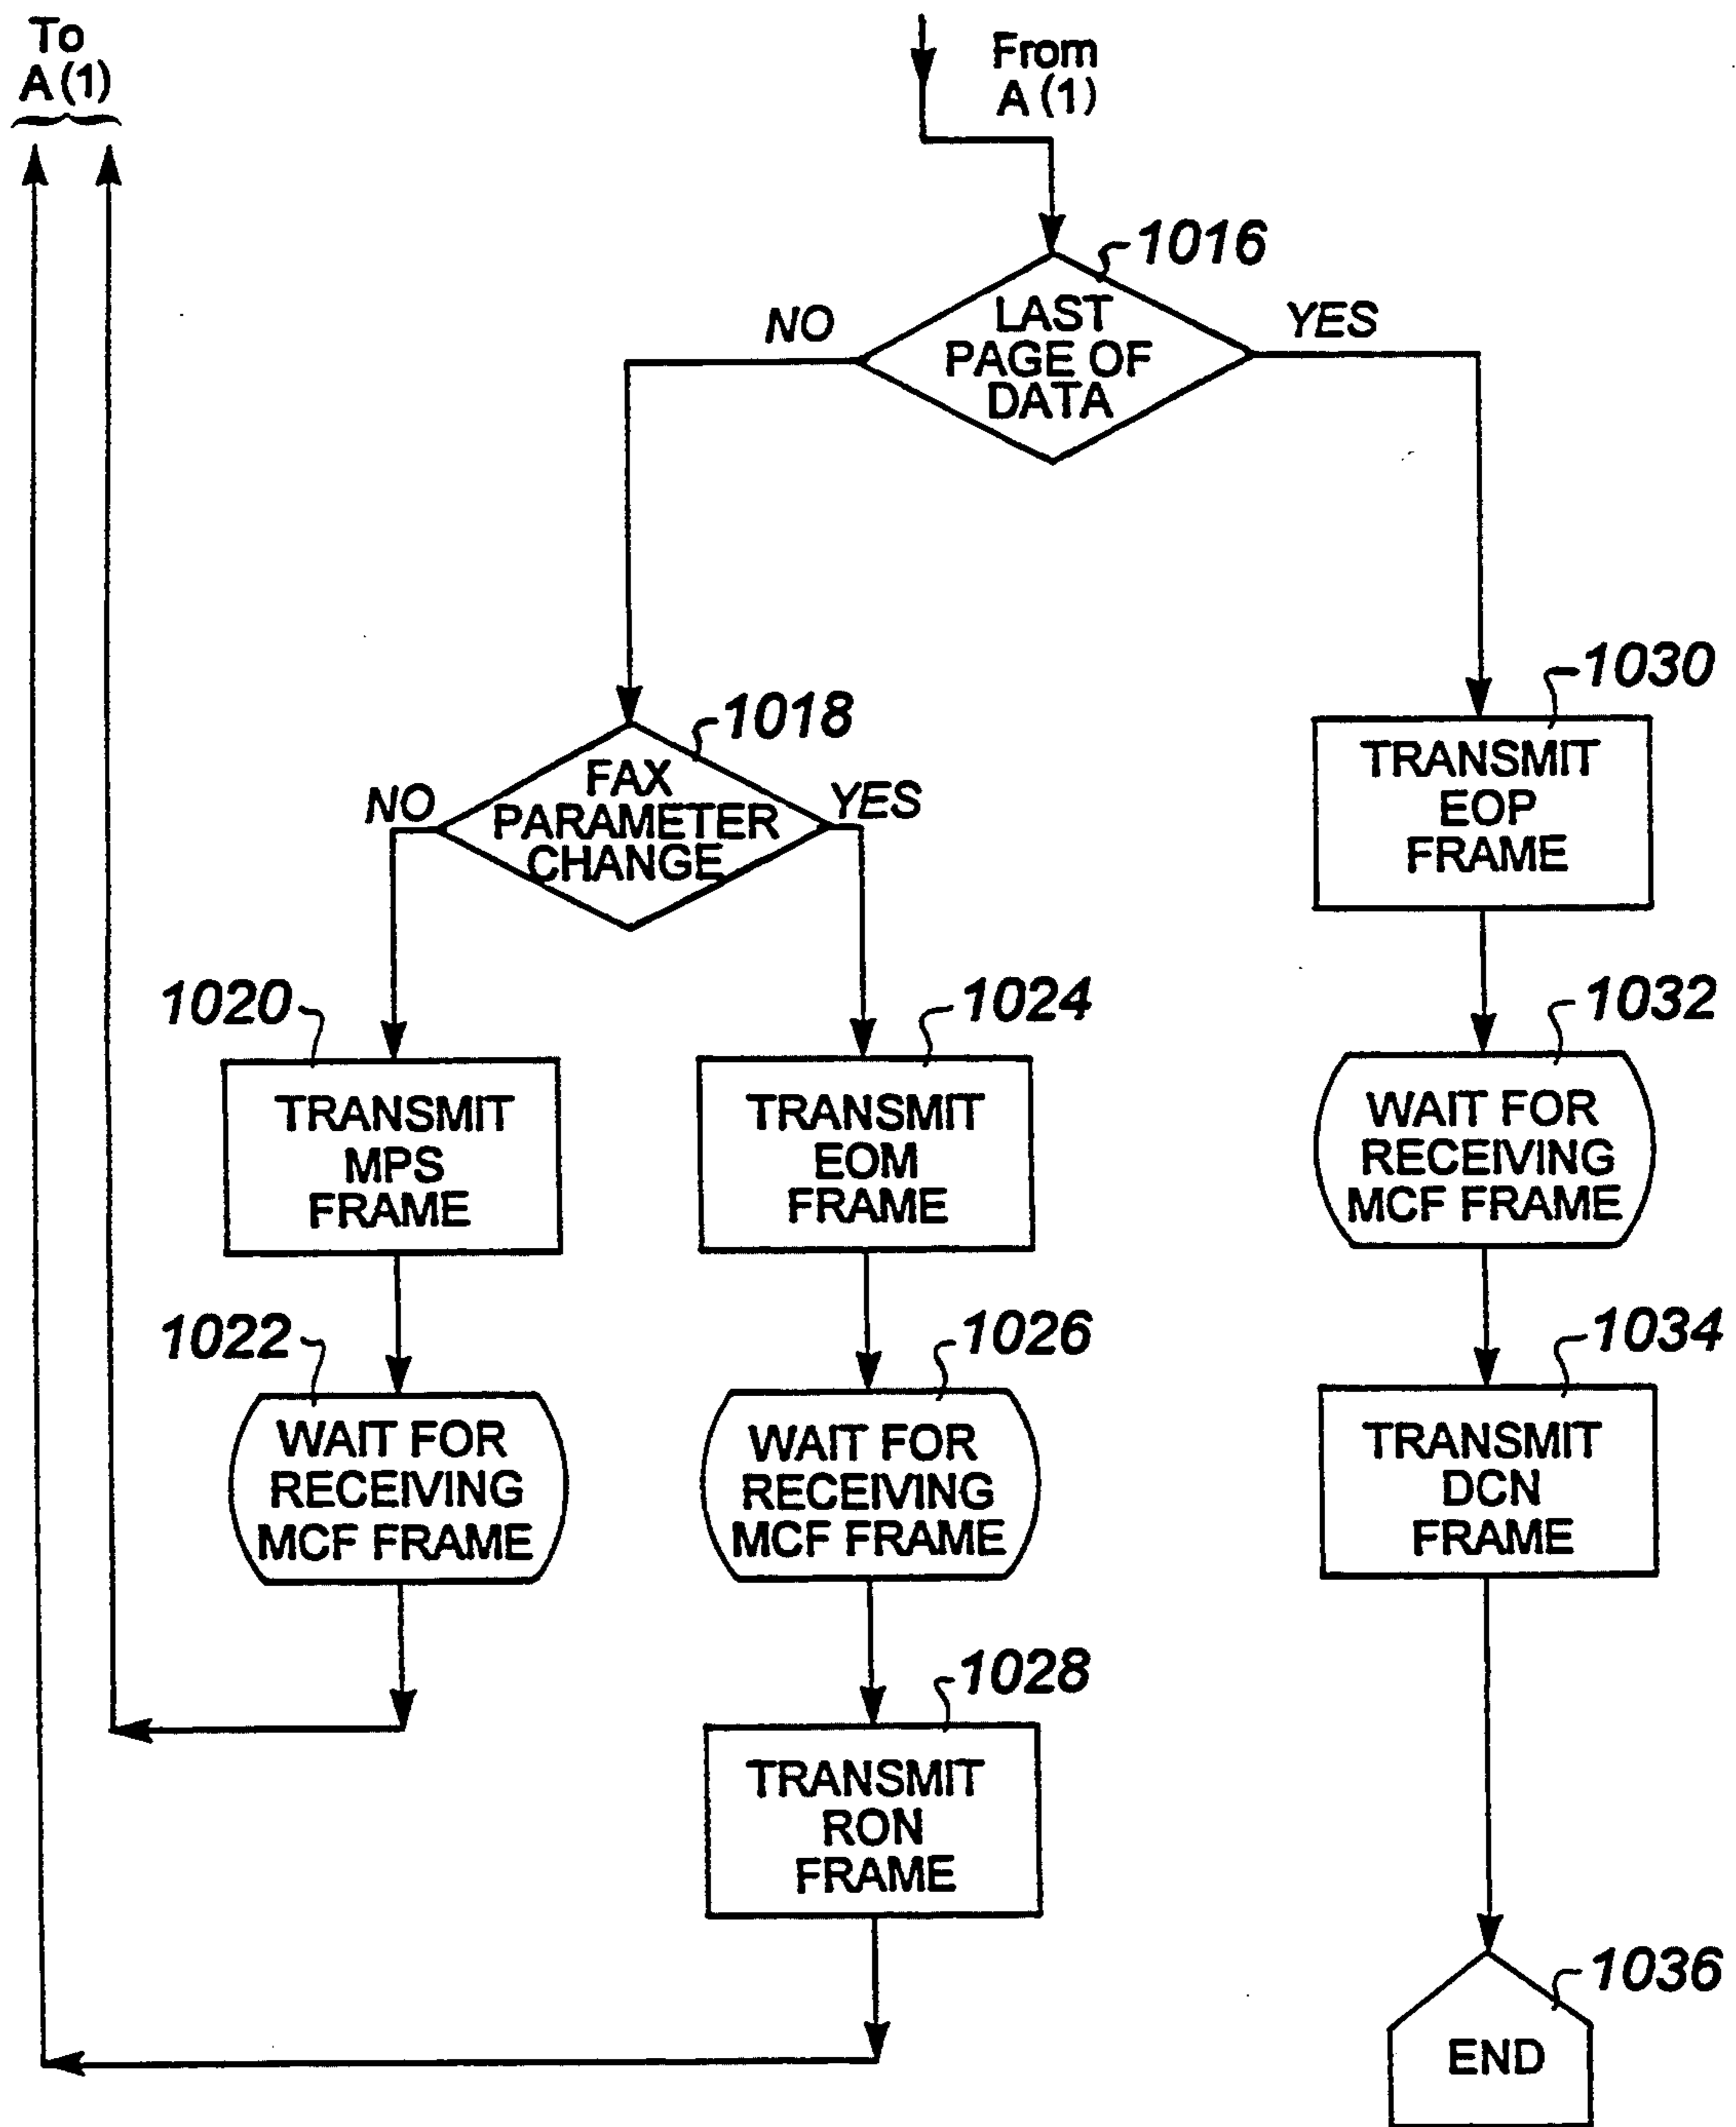 To
A (1)
From
A (1)
1016
LAST
PAGE OF
DATA
NO
YES
1018
FAX
PARAMETER
CHANGE
NO
YES
1030
TRANSMIT
EOP
FRAME
1020
TRANSMIT
MPS
FRAME
1024
TRANSMIT
EOM
FRAME
1032
WAIT FOR
RECEIVING
MCF FRAME
1022
WAIT FOR
RECEIVING
MCF FRAME
1026
WAIT FOR
RECEIVING
MCF FRAME
1034
TRANSMIT
DCN
FRAME
1028
TRANSMIT
RON
FRAME
1036
END